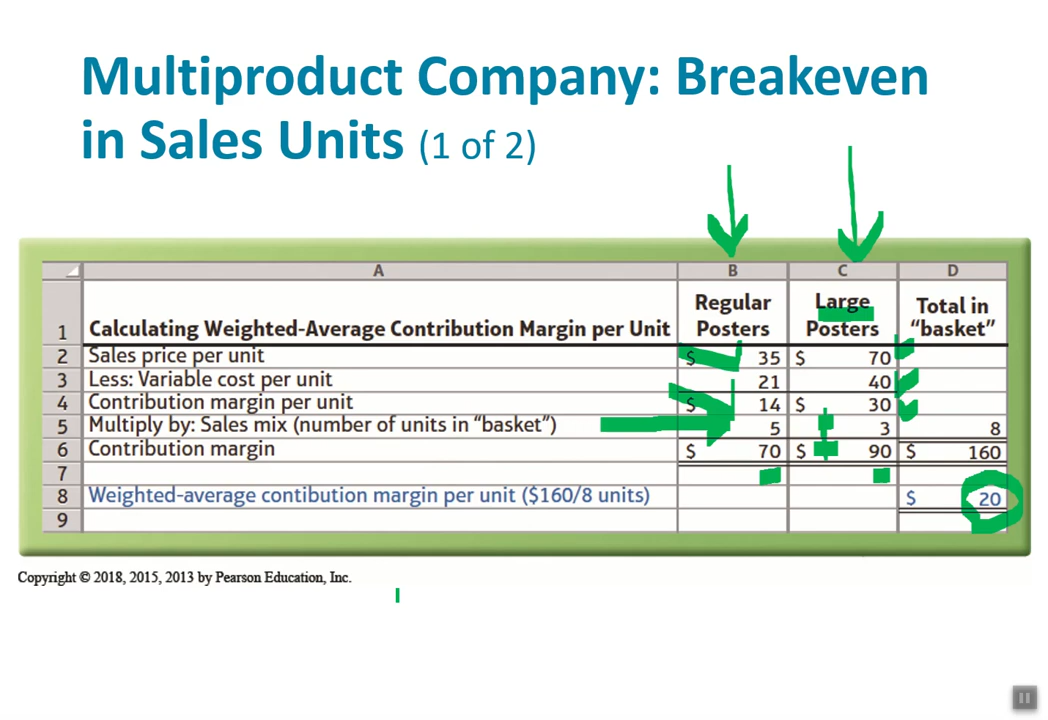 Multiproduct Company: Breakeven
in Sales Units (1 of 2)
A B C D
1 Calculating Weighted-Average Contribution Margin per Unit Regular Posters Large Posters Total in "basket"
2 Sales price per unit $ 35 $ 70
3 Less: Variable cost per unit 21 40
4 Contribution margin per unit $ 14 $ 30
5 Multiply by: Sales mix (number of units in "basket") 5 3 8
6 Contribution margin $ 70 $ 90 $ 160
7
8 Weighted-average contibution margin per unit ($160/8 units) $ 20
9
Copyright © 2018, 2015, 2013 by Pearson Education, Inc.